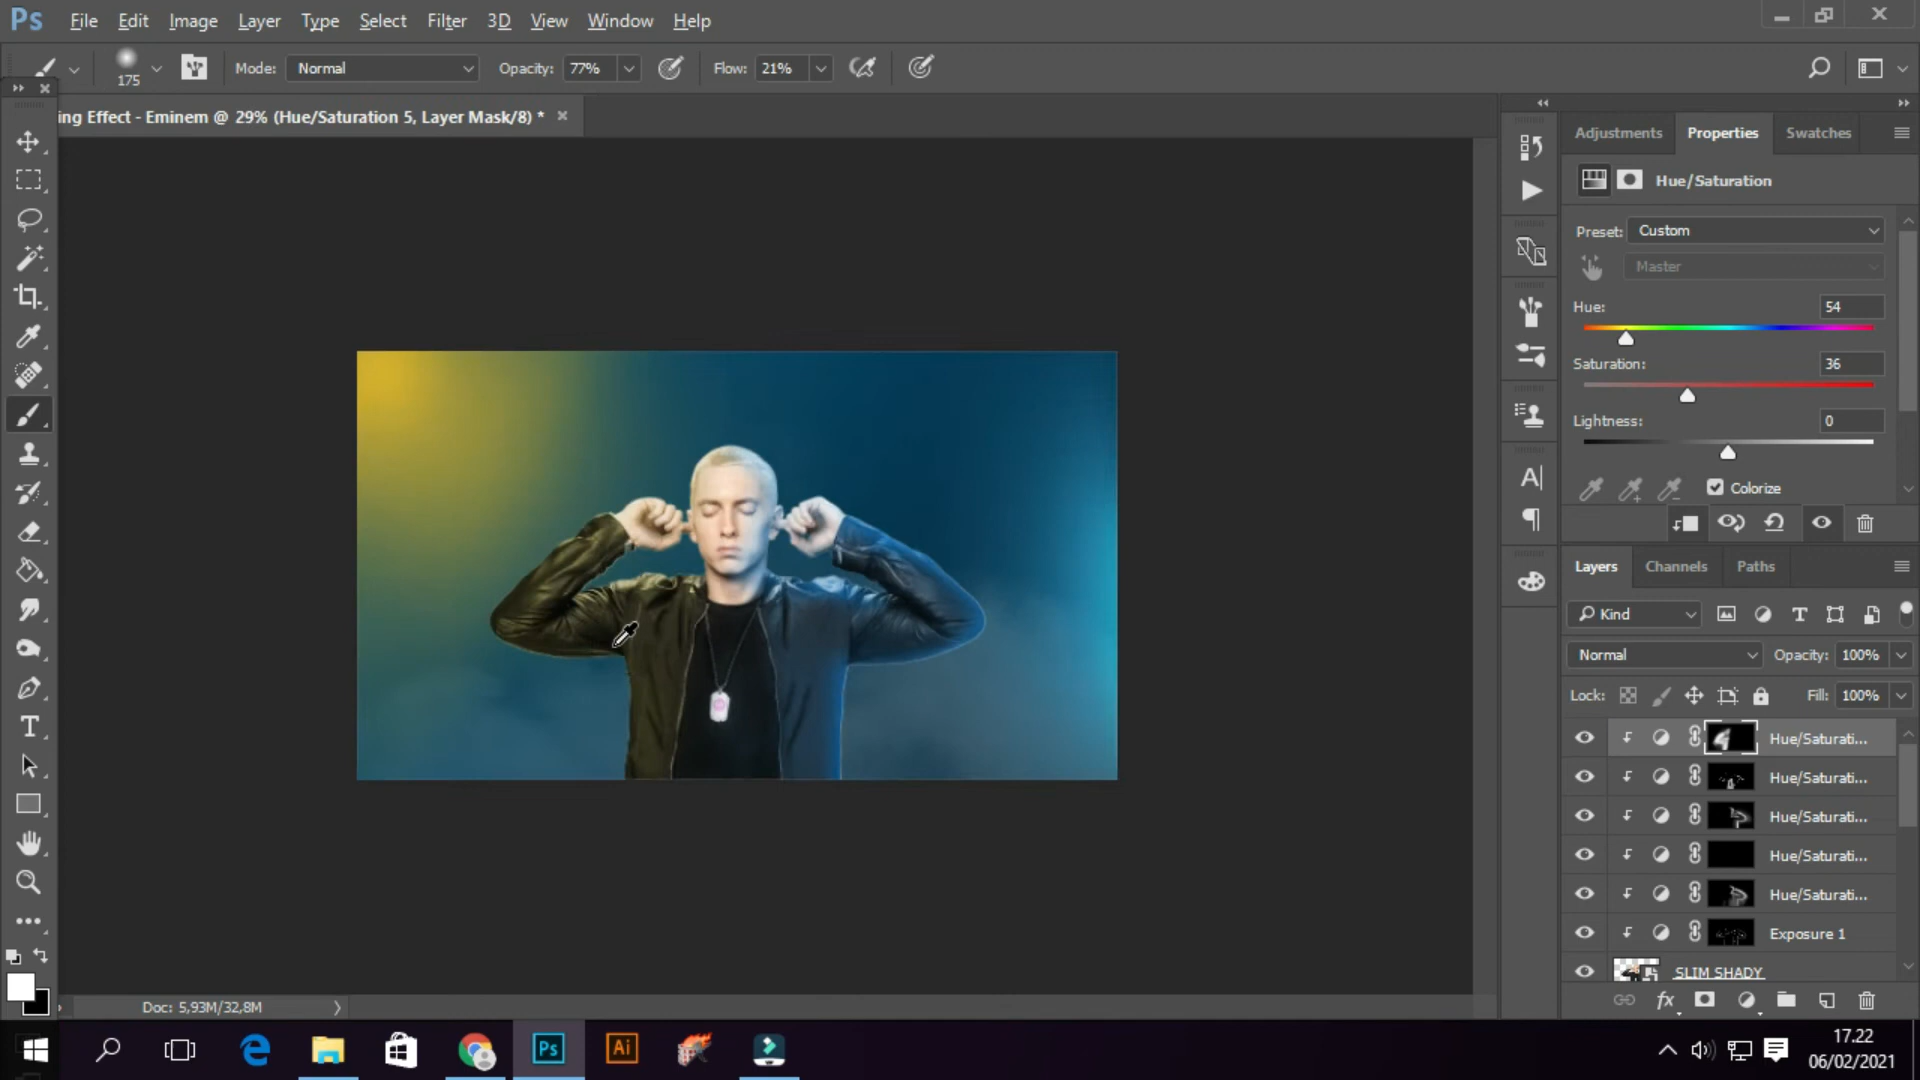 Ps File Edit Image Layer Type Select Filter 3D View Window Help
175 Mode: Normal Opacity: 77% Flow: 21%
ing Effect - Eminem @ 29% (Hue/Saturation 5, Layer Mask/8) *
Adjustments Properties Swatches
Hue/Saturation
Preset: Custom
Master
Hue: 54
Saturation: 36
Lightness: 0
Colorize
Layers Channels Paths
Kind
Normal Opacity: 100%
Lock: Fill: 100%
Hue/Saturati...
Hue/Saturati...
Hue/Saturati...
Hue/Saturati...
Hue/Saturati...
Exposure 1
SLIM SHADY
fx
Doc: 5,93M/32,8M
Ps Ai
17.22
06/02/2021